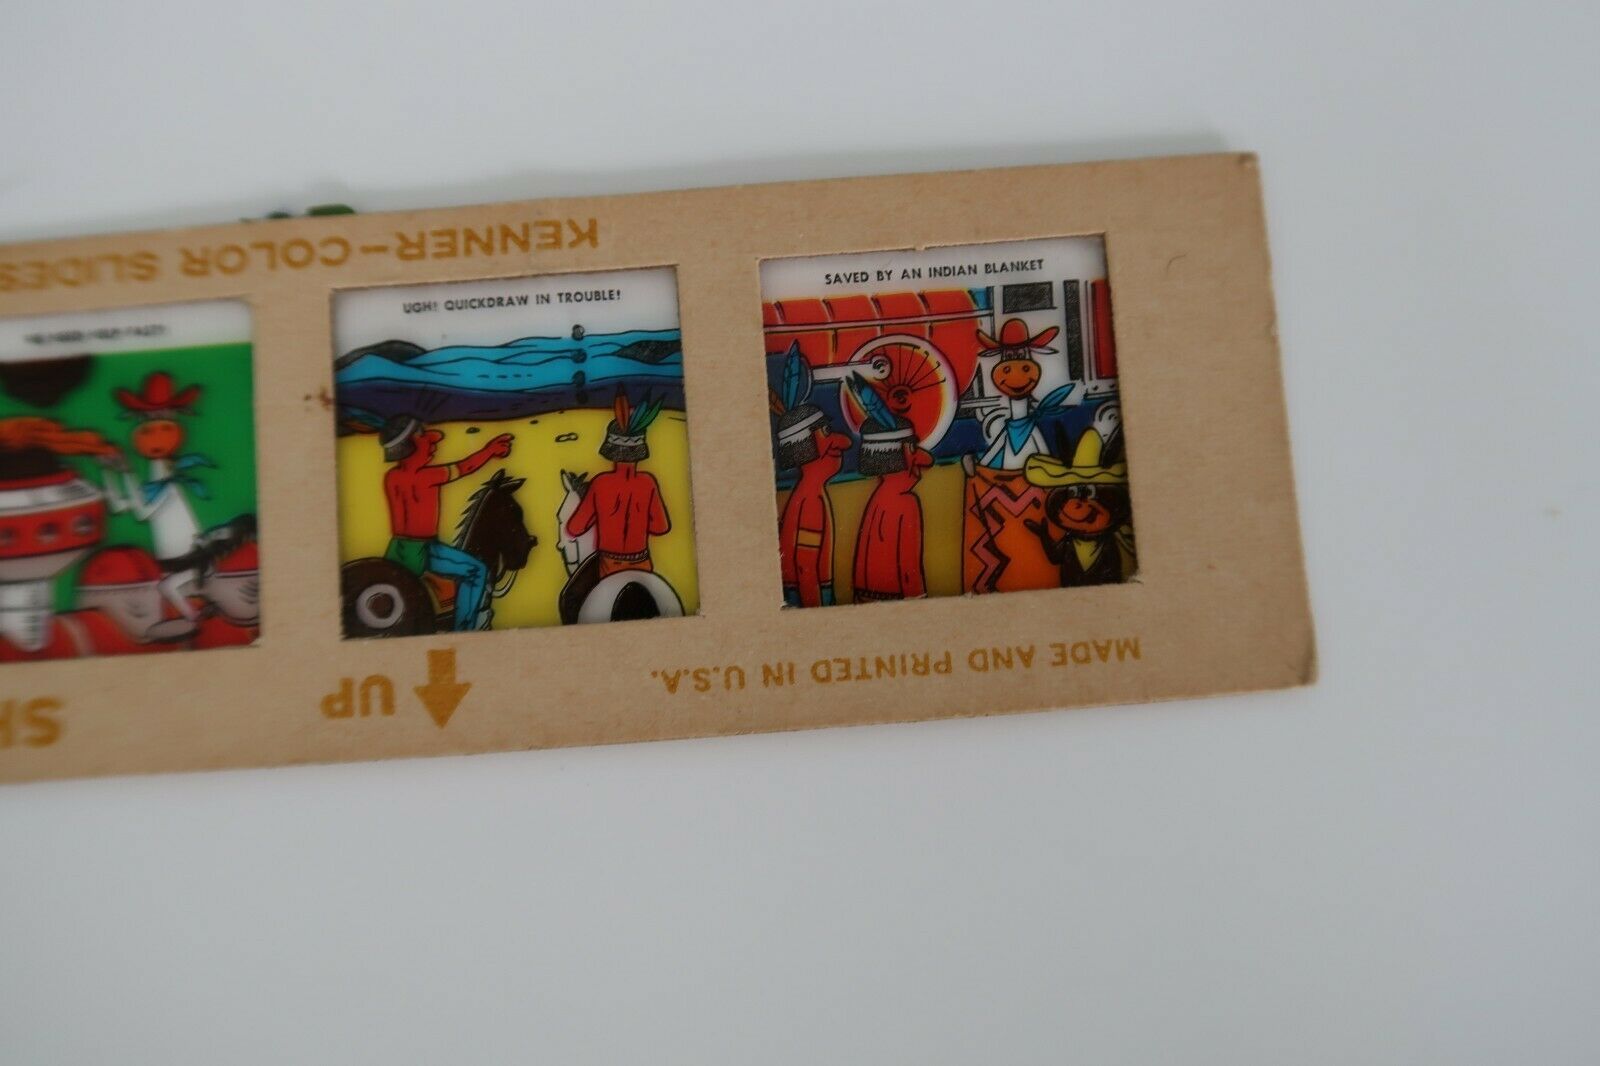 KENNER-COLOR SLIDES
UGH! QUICKDRAW IN TROUBLE!
SAVED BY AN INDIAN BLANKET
UP
MADE AND PRINTED IN U.S.A.